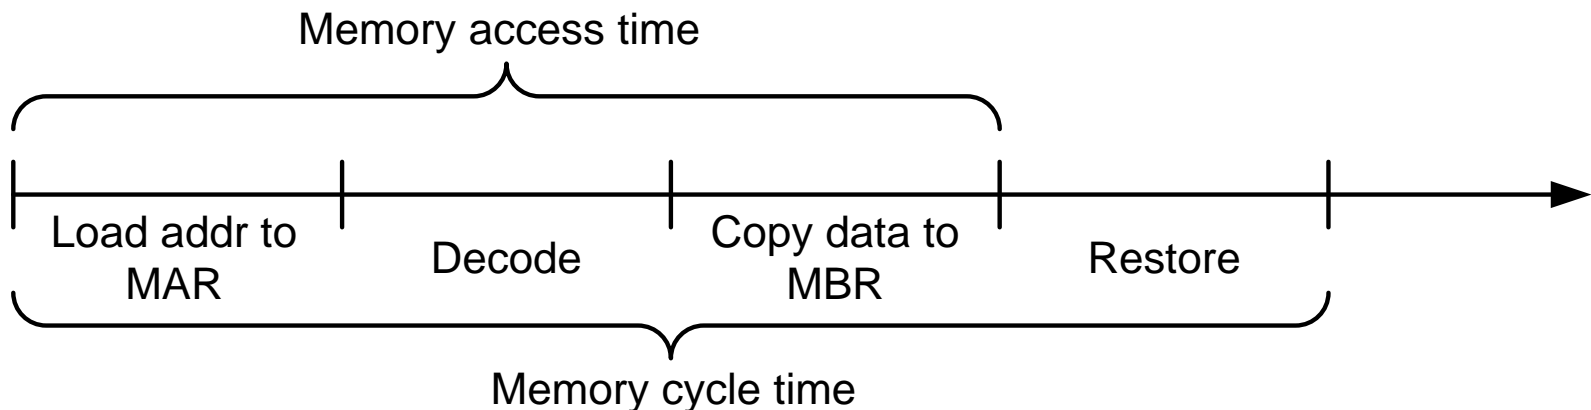 Memory access time
Load addr to
MAR
Decode
Copy data to
MBR
Restore
Memory cycle time